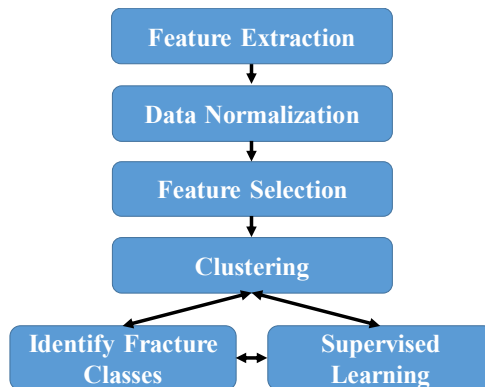 Feature Extraction
Data Normalization
Feature Selection
Clustering
Identify Fracture
Classes
Supervised
Learning